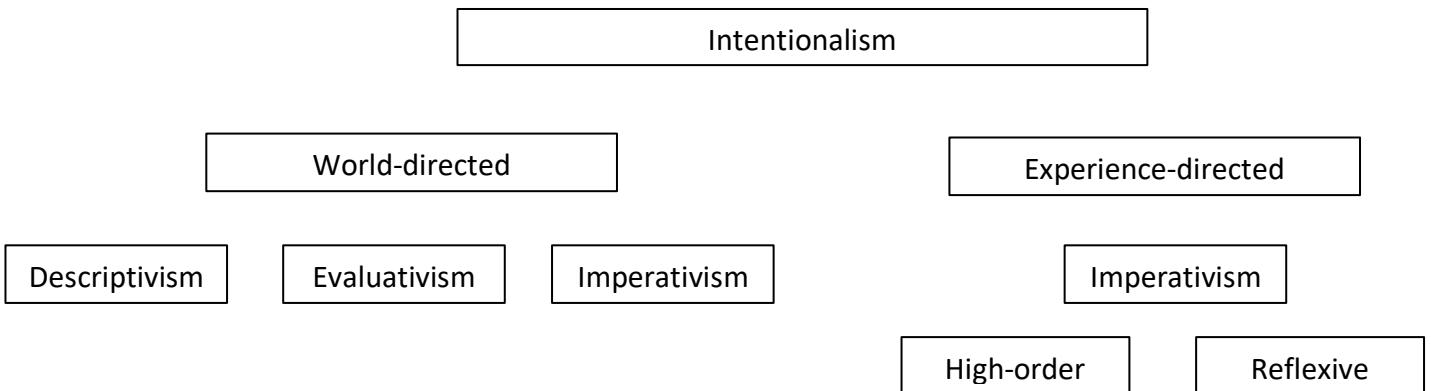 Intentionalism
World-directed
Experience-directed
Descriptivism
Evaluativism
Imperativism
Imperativism
High-order
Reflexive